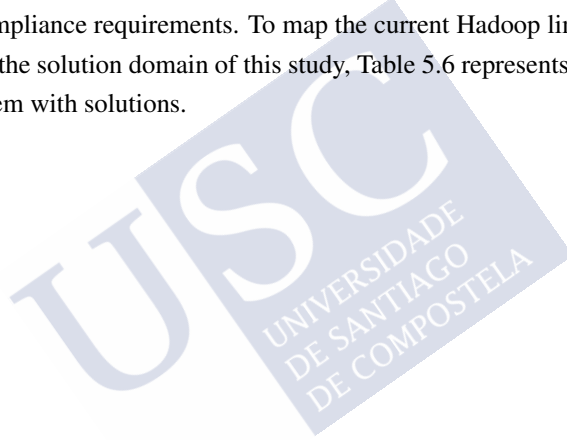 mpliance requirements. To map the current Hadoop lin
the solution domain of this study, Table 5.6 represents
em with solutions.
USC
UNIVERSIDADE
DE SANTIAGO
DE COMPOSTELA